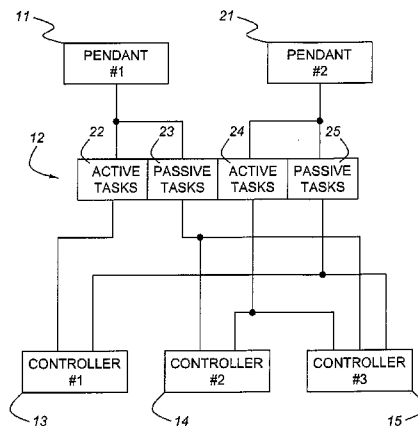 11
21
PENDANT
#1
PENDANT
#2
22 23 24 25
12
ACTIVE
TASKS
PASSIVE
TASKS
ACTIVE
TASKS
PASSIVE
TASKS
CONTROLLER
#1
CONTROLLER
#2
CONTROLLER
#3
13
14
15